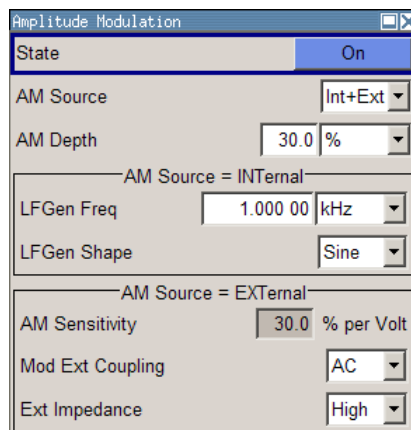 Amplitude Modulation
State On
AM Source Int+Ext
AM Depth 30.0 %
AM Source = INTernal
LFGen Freq 1.000 00 kHz
LFGen Shape Sine
AM Source = EXTernal
AM Sensitivity 30.0 % per Volt
Mod Ext Coupling AC
Ext Impedance High